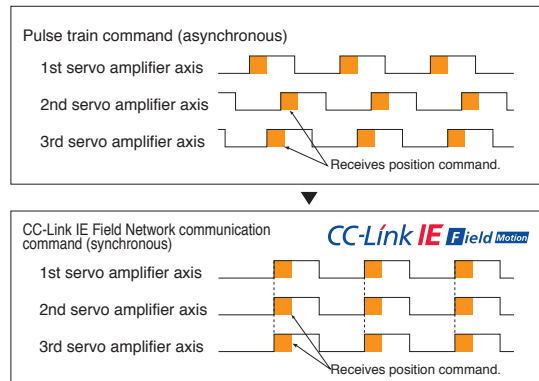 Pulse train command (asynchronous)
1st servo amplifier axis
2nd servo amplifier axis
3rd servo amplifier axis
Receives position command.
CC-Link IE Field Network communication
command (synchronous)
CC-Link IE Field Motion
1st servo amplifier axis
2nd servo amplifier axis
3rd servo amplifier axis
Receives position command.